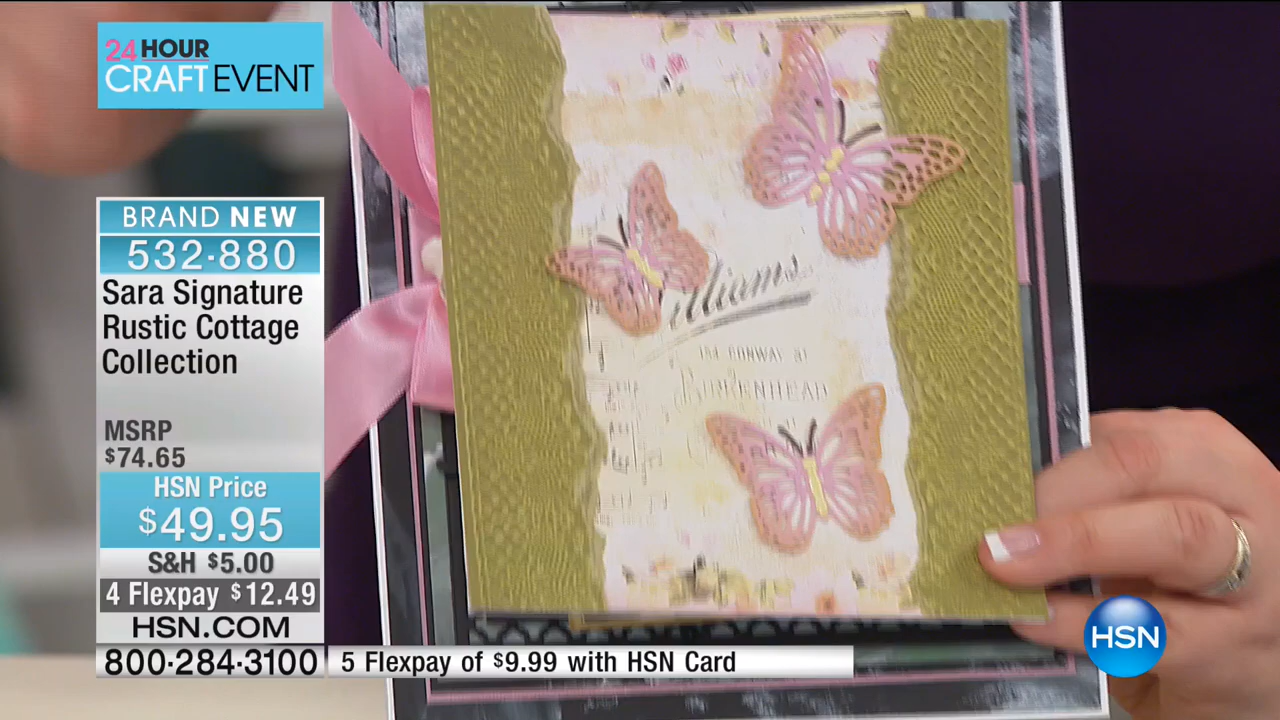 24 HOUR
CRAFT EVENT
BRAND NEW
532-880
Sara Signature
Rustic Cottage
Collection
MSRP
$74.65
HSN Price
$49.95
S&H $5.00
4 Flexpay $12.49
HSN.COM
800-284-3100
5 Flexpay of $9.99 with HSN Card
HSN
illiams